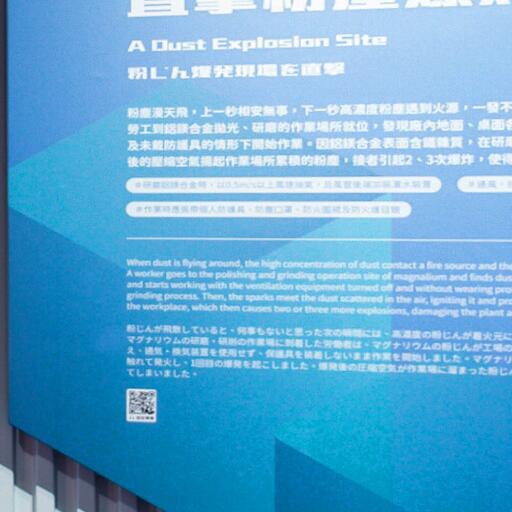 直擊粉塵爆
A Dust Explosion Site
粉じん爆発現場を直撃
粉塵漫天飛，上一秒相安無事，下一秒高濃度粉塵遇到火源，一發不
勞工到鋁鎂合金拋光、研磨的作業場所就位，發現廠內地面、桌面
及未戴防護具的情形下開始作業。因鋁鎂合金表面含鐵雜質，在研
後的壓縮空氣揚起作業場所累積的粉塵，接者引起2、3次爆炸，使得
When dust is flying around, the high concentration of dust contact a fire source and the
A worker goes to the polishing and grinding operation site of magnalium and finds dus
and starts working with the ventilation equipment turned off and without wearing pro
grinding process. Then, the sparks meet the dust scattered in the air, igniting it and pro
the workplace, which then causes two or three more explosions, damaging the plant a
粉じんが飛散していると、何事もないと思った次の瞬間には、高濃度の粉じんが着火元に
マグナリウムの研磨・研削の作業場に到着した労働者は、マグナリウムの粉じんが工場の
え、通気・換気装置を使用せず、保護具を装着しないまま作業を開始しました。マグナリ
触れて発火し、1回目の爆発を起こしました。爆発後の圧縮空気が作業場に溜まった粉じん
てしまいました。